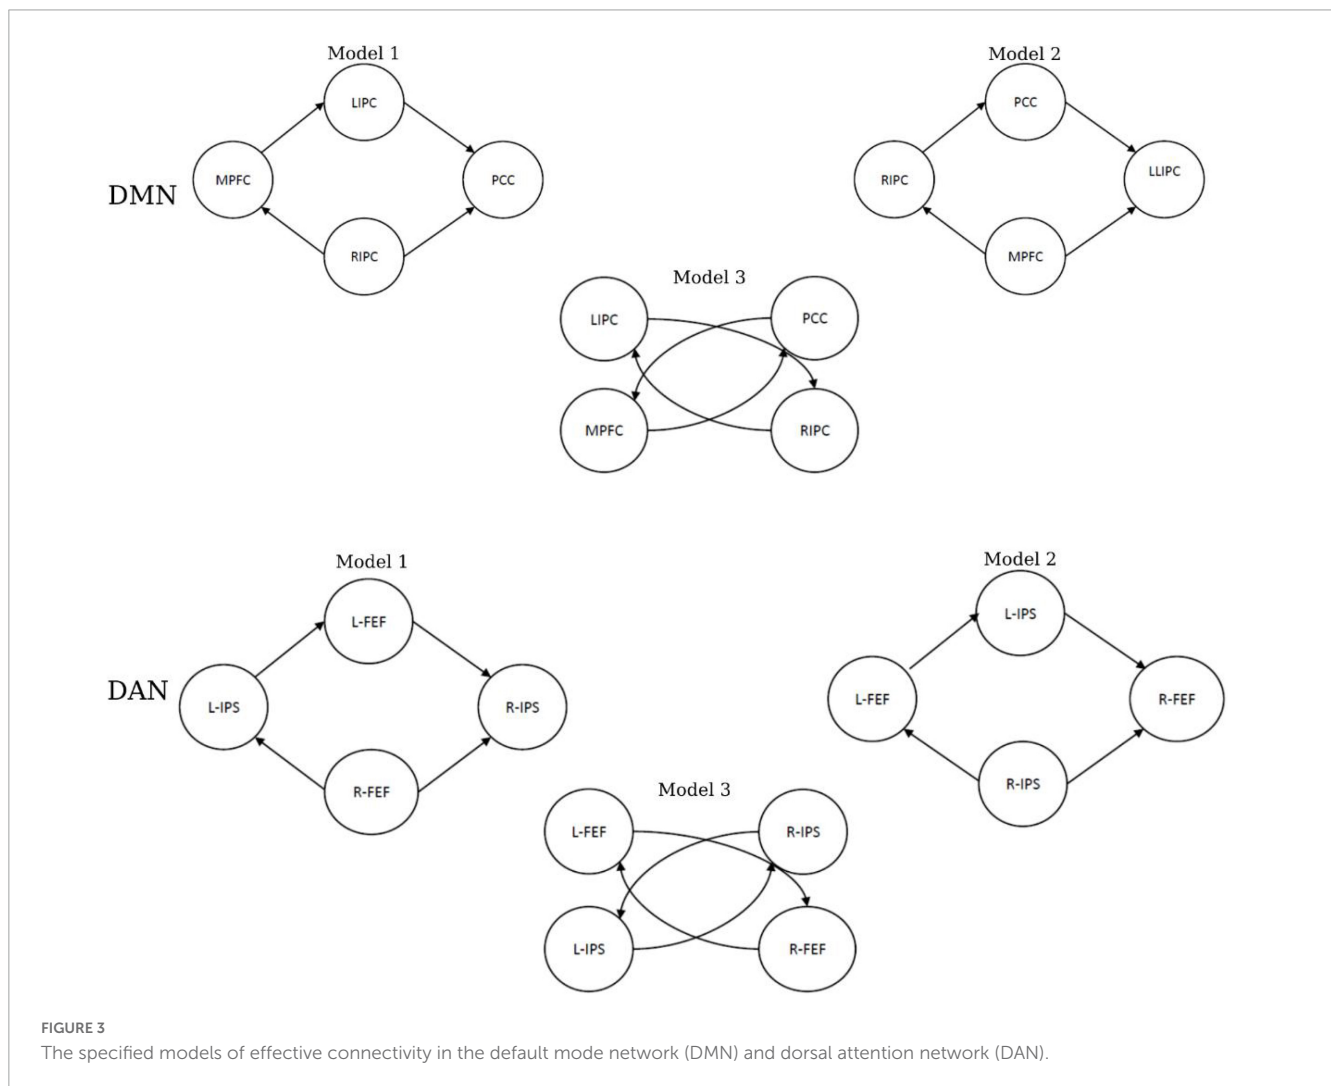 Model 1
LIPC
MPFC
PCC
RIPC
DMN
Model 2
PCC
RIPC
LLIPC
MPFC
Model 3
LIPC
PCC
MPFC
RIPC
Model 1
L-FEF
L-IPS
R-IPS
R-FEF
DAN
Model 2
L-IPS
L-FEF
R-FEF
R-IPS
Model 3
L-FEF
R-IPS
L-IPS
R-FEF
FIGURE 3
The specified models of effective connectivity in the default mode network (DMN) and dorsal attention network (DAN).